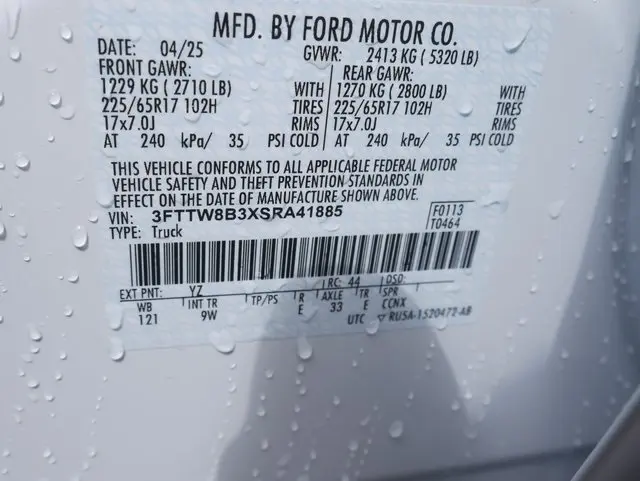 MFD. BY FORD MOTOR CO.
DATE: 04/25 GVWR: 2413 KG ( 5320 LB)
FRONT GAWR: REAR GAWR:
1229 KG ( 2710 LB) WITH 1270 KG ( 2800 LB) WITH
225/65R17 102H TIRES 225/65R17 102H TIRES
17x7.0J RIMS 17x7.0J RIMS
AT 240 kPa/ 35 PSI COLD AT 240 kPa/ 35 PSI COLD
THIS VEHICLE CONFORMS TO ALL APPLICABLE FEDERAL MOTOR
VEHICLE SAFETY AND THEFT PREVENTION STANDARDS IN
EFFECT ON THE DATE OF MANUFACTURE SHOWN ABOVE.
VIN: 3FTTW8B3XSRA41885 F0113
TYPE: Truck T0464
EXT PNT: YZ RC: 44 DSO:
WB INT TR TP/PS R AXLE TR SPR
121 9W E 33 E CCNX
UTC ▽ RU5A-1520472-AB